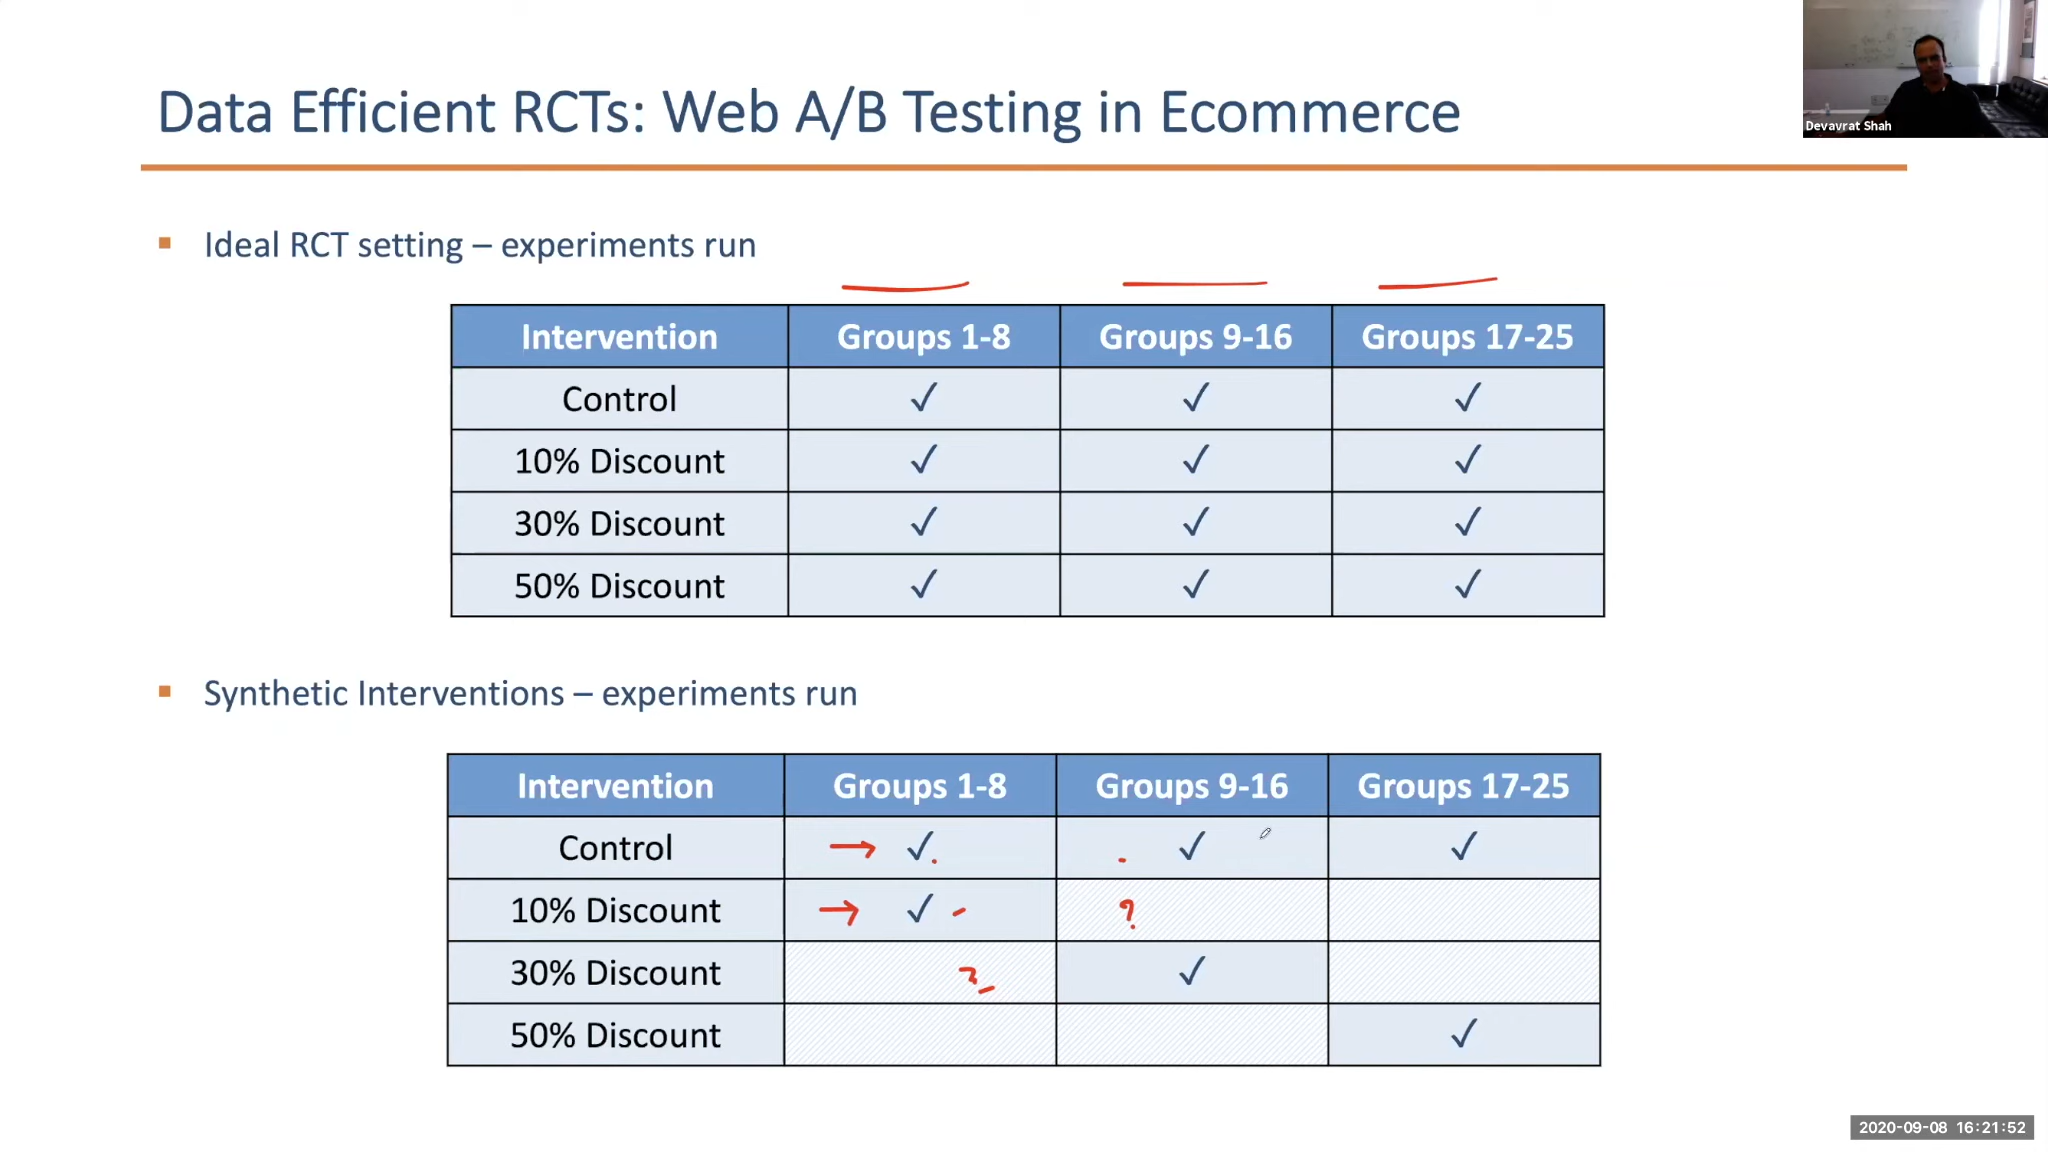 Data Efficient RCTs: Web A/B Testing in Ecommerce
Devavrat Shah
Ideal RCT setting – experiments run
Intervention Groups 1-8 Groups 9-16 Groups 17-25
Control ✓ ✓ ✓
10% Discount ✓ ✓ ✓
30% Discount ✓ ✓ ✓
50% Discount ✓ ✓ ✓
Synthetic Interventions – experiments run
Intervention Groups 1-8 Groups 9-16 Groups 17-25
Control → ✓ ✓ ✓
10% Discount → ✓ ?
30% Discount ? ✓
50% Discount ✓
2020-09-08 16:21:52